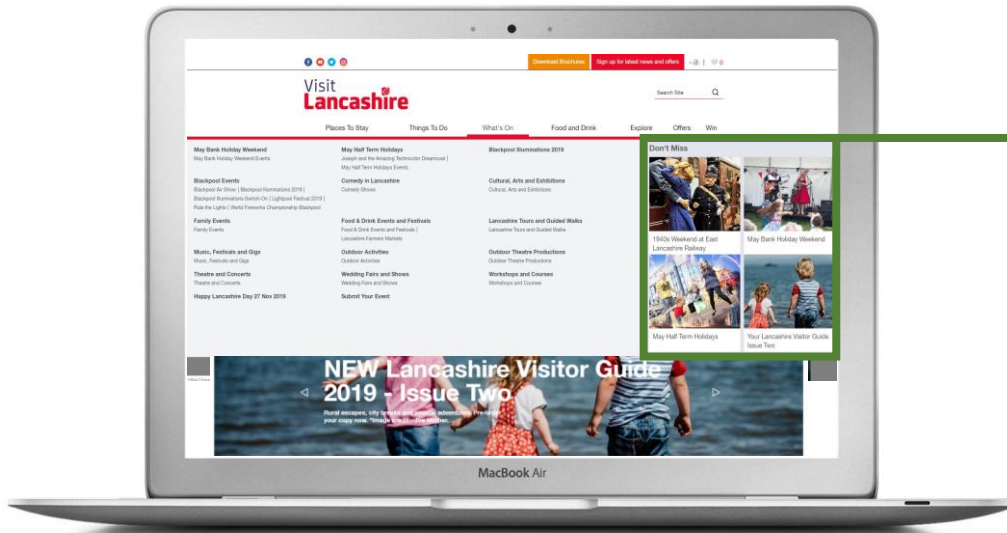 Download Brochures
Sign up for latest news and offers
0
Visit
Lancashire
Search Site
Places To Stay
Things To Do
What's On
Food and Drink
Explore
Offers
Win
May Bank Holiday Weekend
May Bank Holiday Weekend Events
May Half Term Holidays
Joseph and the Amazing Technicolor Dreamcoat |
May Half Term Holidays Events
Blackpool Illuminations 2019
Blackpool Events
Blackpool Air Show | Blackpool Illuminations 2019 |
Blackpool Illuminations Switch-On | Lightpool Festival 2019 |
Ride the Lights | World Fireworks Championship Blackpool
Comedy in Lancashire
Comedy Shows
Cultural, Arts and Exhibitions
Cultural, Arts and Exhibitions
Family Events
Family Events
Food & Drink Events and Festivals
Food & Drink Events and Festivals |
Lancashire Farmers Markets
Lancashire Tours and Guided Walks
Lancashire Tours and Guided Walks
Music, Festivals and Gigs
Music, Festivals and Gigs
Outdoor Activities
Outdoor Activities
Outdoor Theatre Productions
Outdoor Theatre Productions
Theatre and Concerts
Theatre and Concerts
Wedding Fairs and Shows
Wedding Fairs and Shows
Workshops and Courses
Workshops and Courses
Happy Lancashire Day 27 Nov 2019
Submit Your Event
Don't Miss
1940s Weekend at East
Lancashire Railway
May Bank Holiday Weekend
May Half Term Holidays
Your Lancashire Visitor Guide
Issue Two
NEW Lancashire Visitor Guide
2019 - Issue Two
Rural escapes, city breaks and coastal adventures. Pre-order
your copy now. *Image credit
MacBook Air